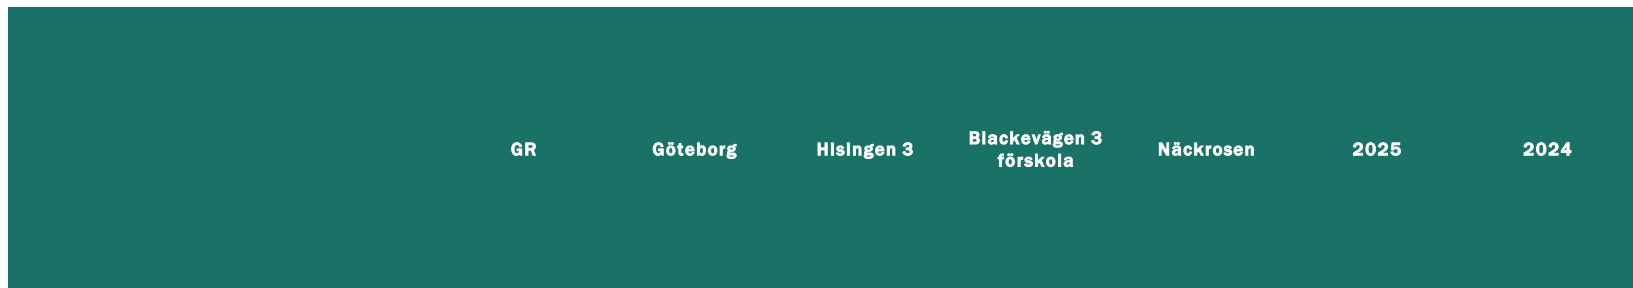 GR Göteborg Hisingen 3 Blackevägen 3 förskola Näckrosen 2025 2024